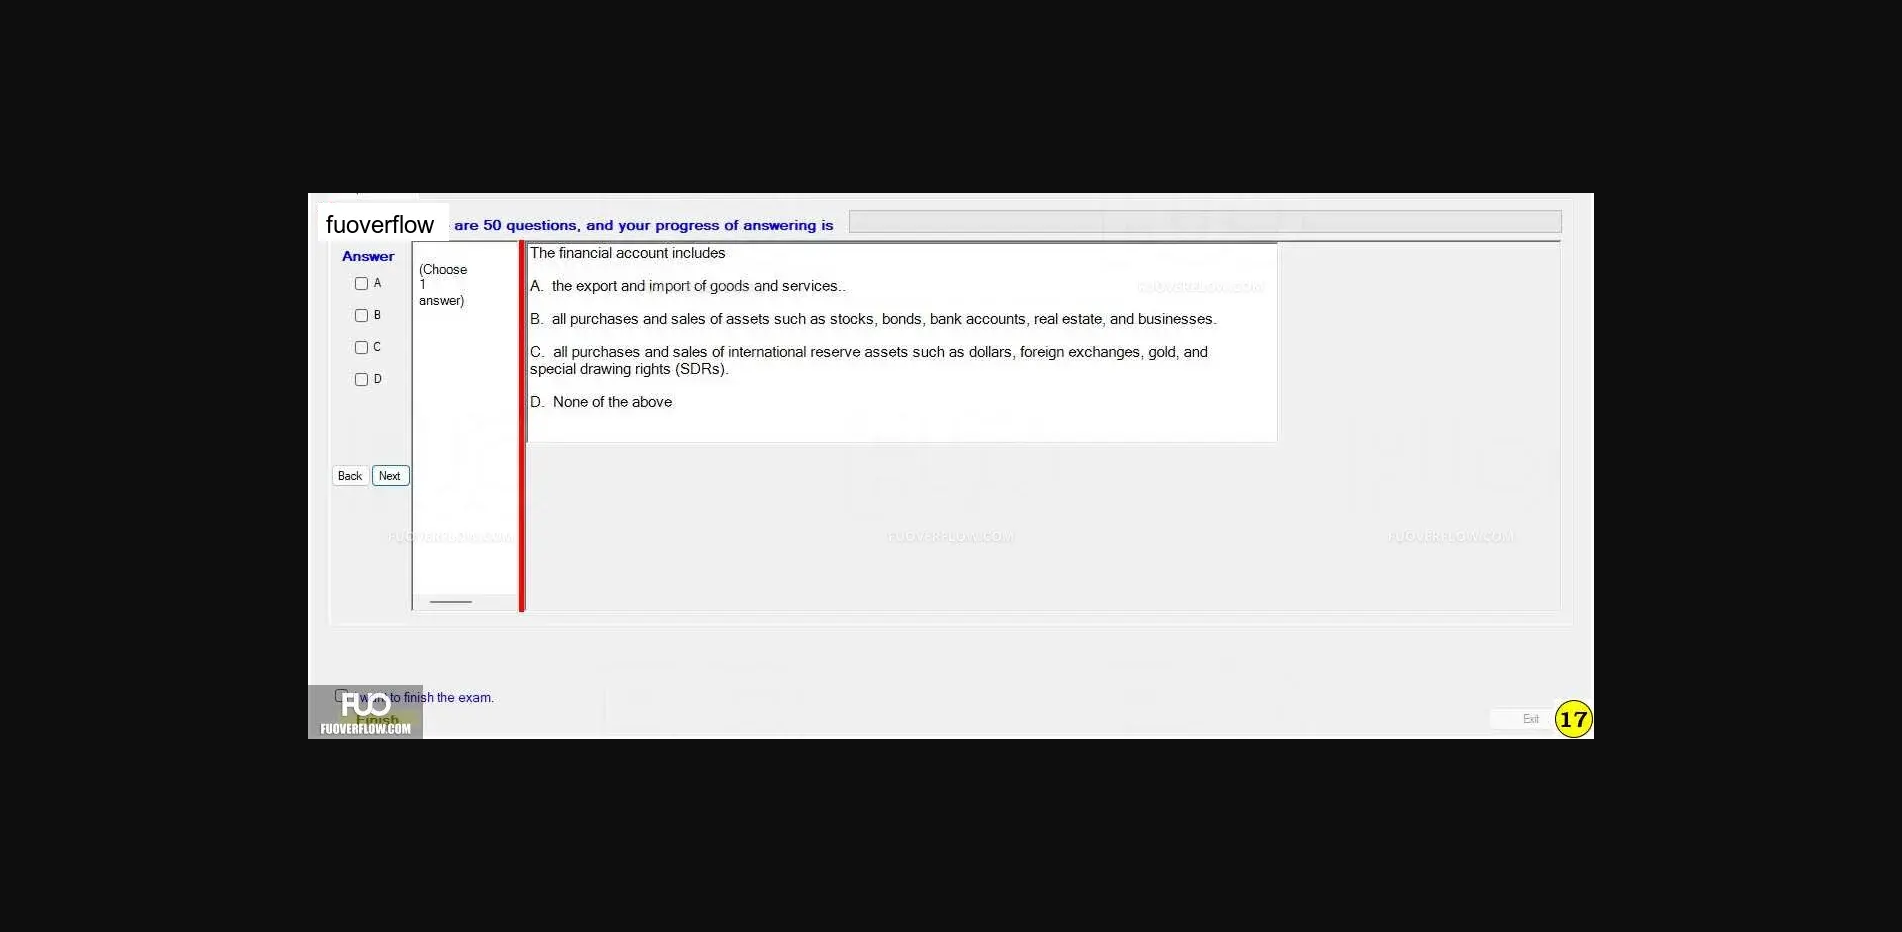 fuoverflow are 50 questions, and your progress of answering is
Answer
A
B
C
D
(Choose
1
answer)
The financial account includes
A. the export and import of goods and services..
B. all purchases and sales of assets such as stocks, bonds, bank accounts, real estate, and businesses.
C. all purchases and sales of international reserve assets such as dollars, foreign exchanges, gold, and
special drawing rights (SDRs).
D. None of the above
FUOVERFLOW.COM
Back Next
FUOVERFLOW.COM FUOVERFLOW.COM FUOVERFLOW.COM
want to finish the exam.
FUO
Finish
FUOVERFLOW.COM
Exit 17